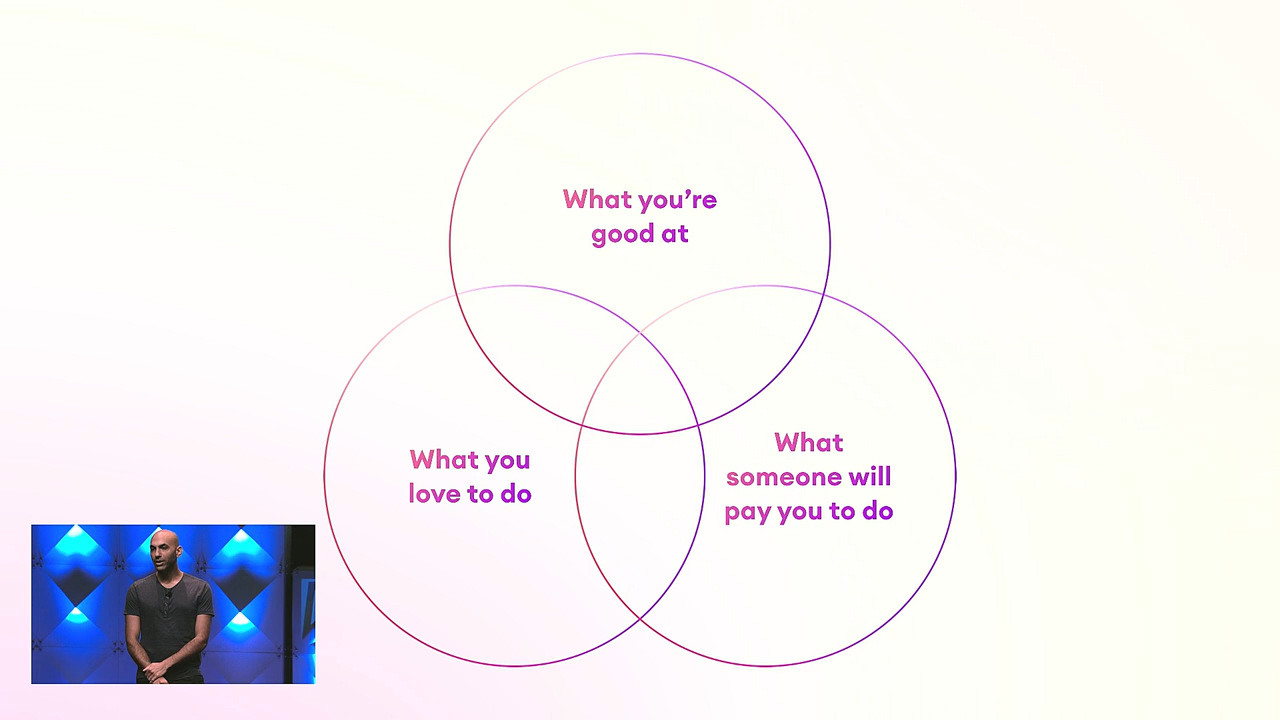 What you’re
good at
What you
love to do
What
someone will
pay you to do